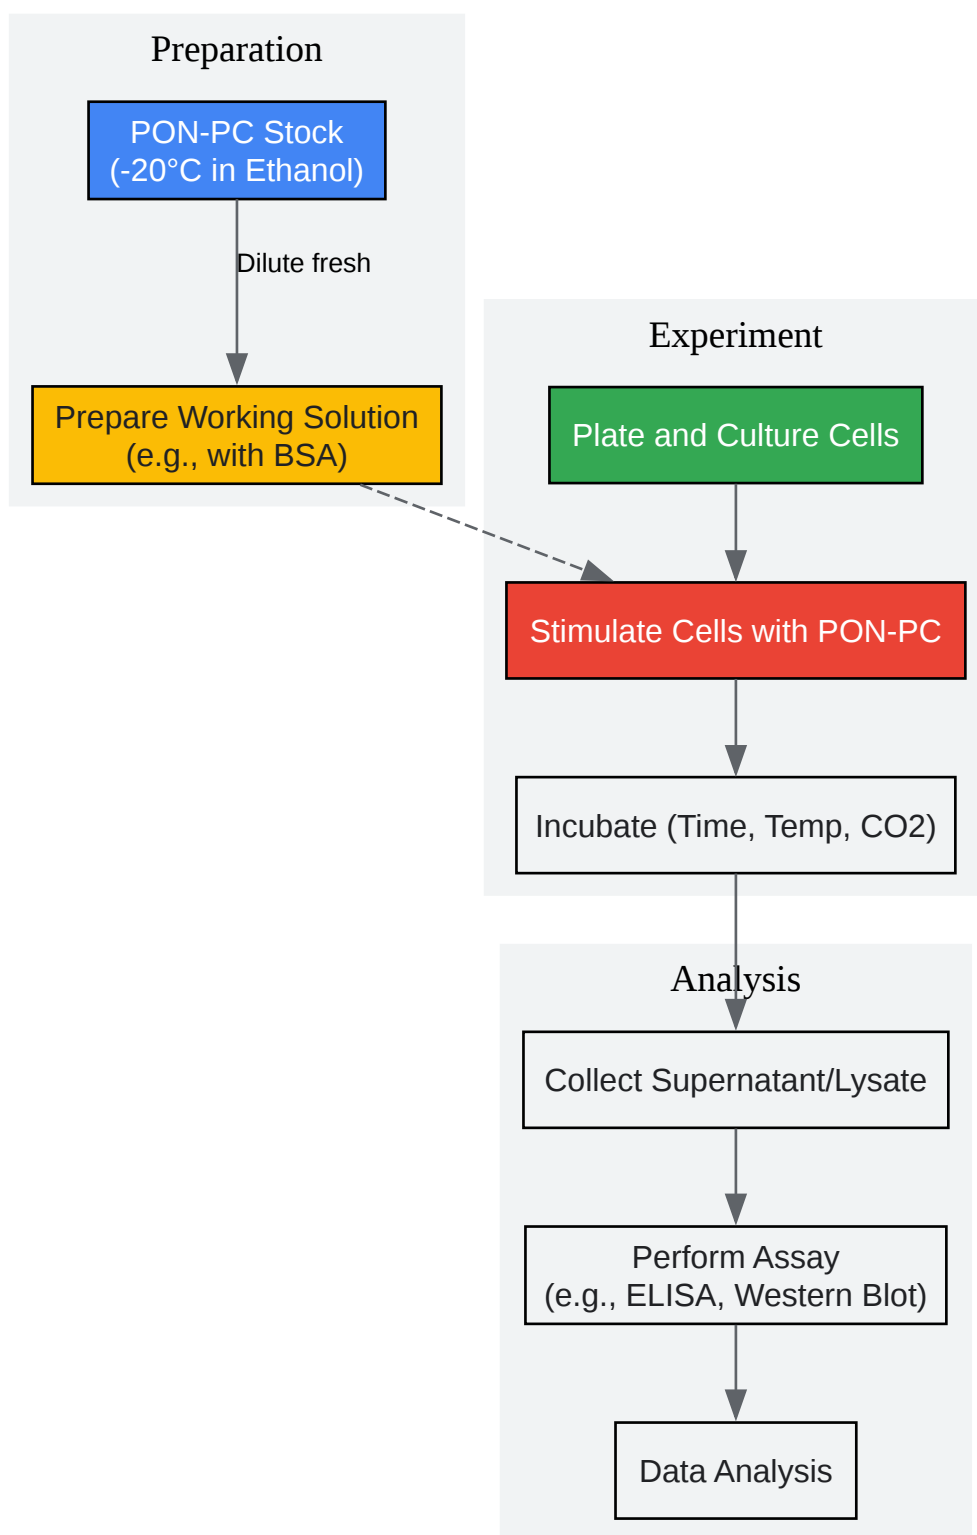 Preparation
PON-PC Stock
(-20°C in Ethanol)
Dilute fresh
Prepare Working Solution
(e.g., with BSA)
Experiment
Plate and Culture Cells
Stimulate Cells with PON-PC
Incubate (Time, Temp, CO2)
Analysis
Collect Supernatant/Lysate
Perform Assay
(e.g., ELISA, Western Blot)
Data Analysis